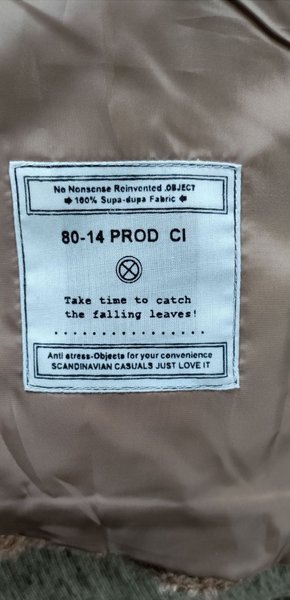 No Nonsense Reinvented .OBJECT
➡ 100% Supa-dupa Fabric ⬅
80-14 PROD CI
Take time to catch
the falling leaves!
Anti stress-Objects for your convenience
SCANDINAVIAN CASUALS JUST LOVE IT